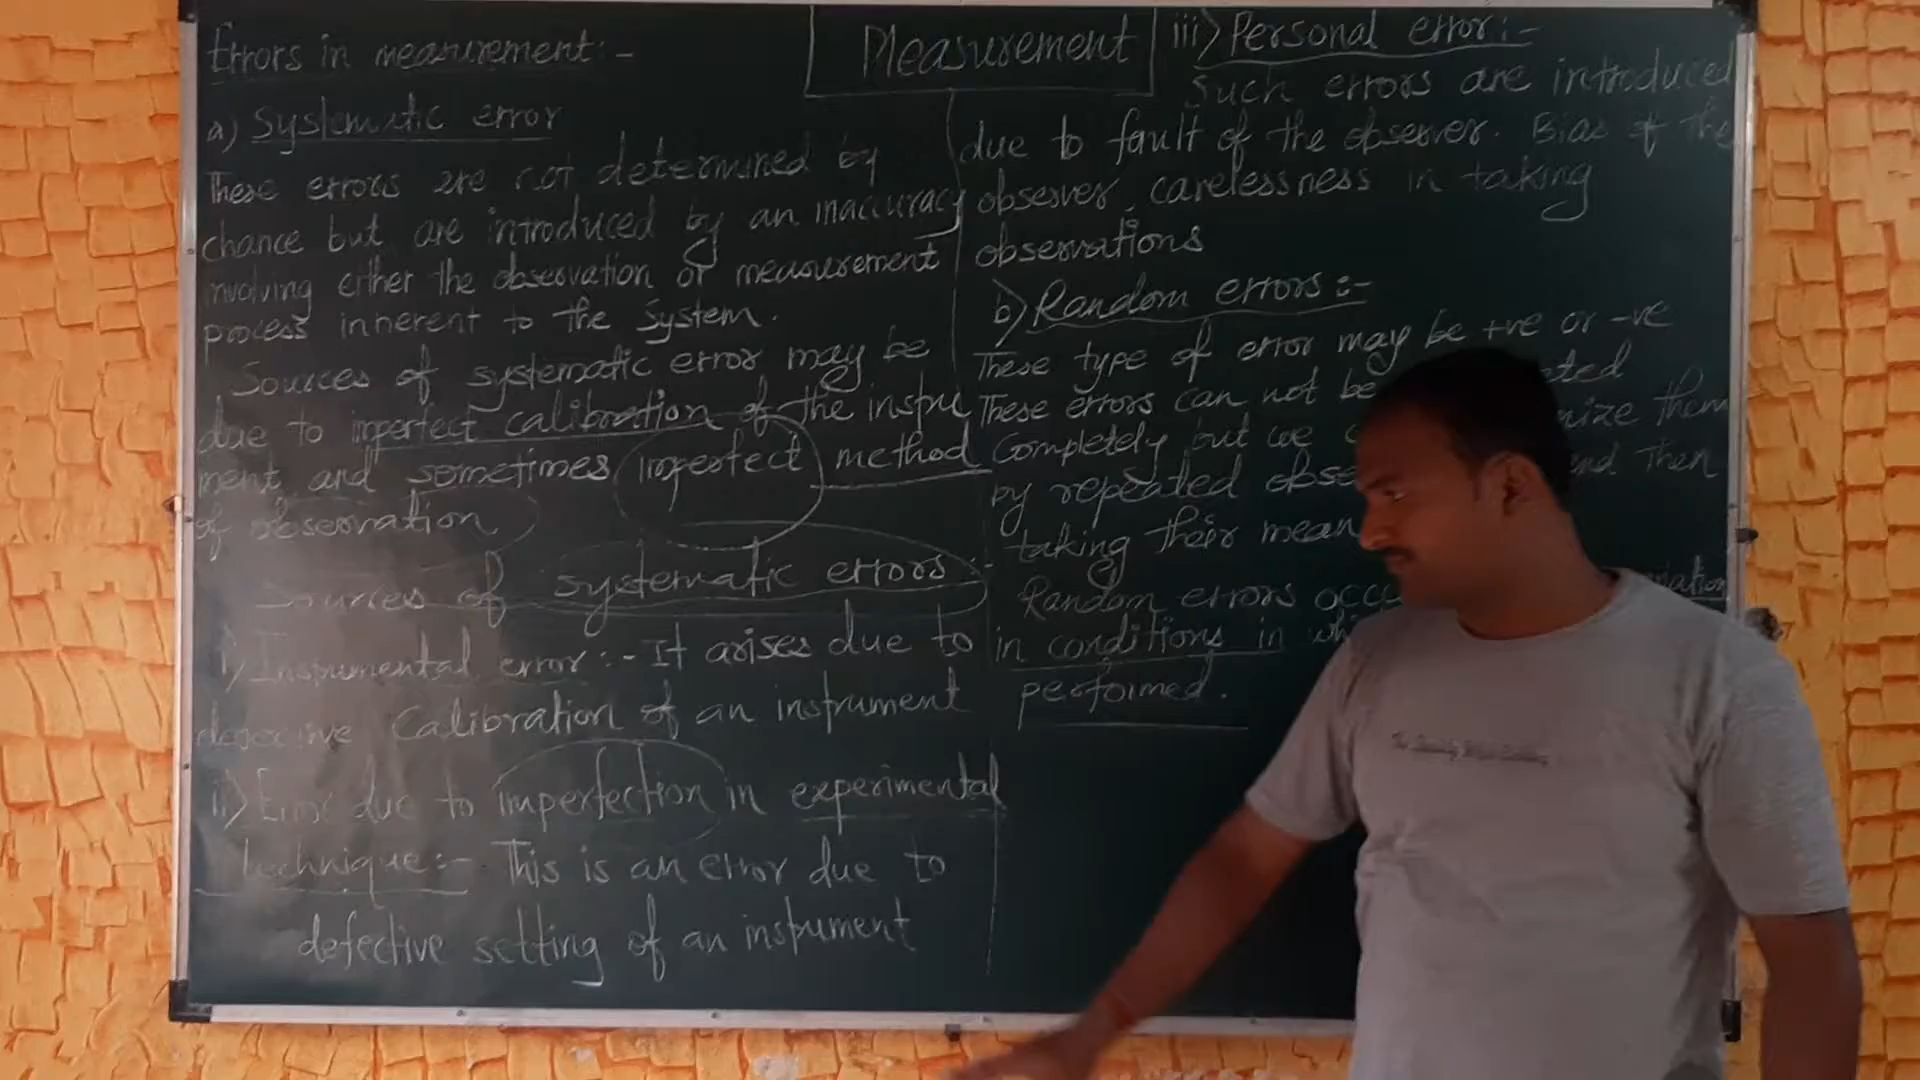 Measurement
Errors in measurement:-
a) Systematic error
These errors are not determined by
chance but are introduced by an inaccuracy
involving either the observation or measurement
process inherent to the system.
Sources of systematic error may be
due to imperfect calibration of the instru
ment and sometimes imperfect method
of observation
Sources of systematic errors :-
i) Instrumental error:- It arises due to
defective Calibration of an instrument
ii) Error due to imperfection in experimental
technique:- This is an error due to
defective setting of an instrument
iii) Personal error:-
Such errors are introduced
due to fault of the observer. Bias of the
observer, carelessness in taking
observations
b) Random errors:-
These type of error may be +ve or -ve
These errors can not be
Completely but we them
by repeated and then
taking their mean
Random errors
in conditions in
performed.